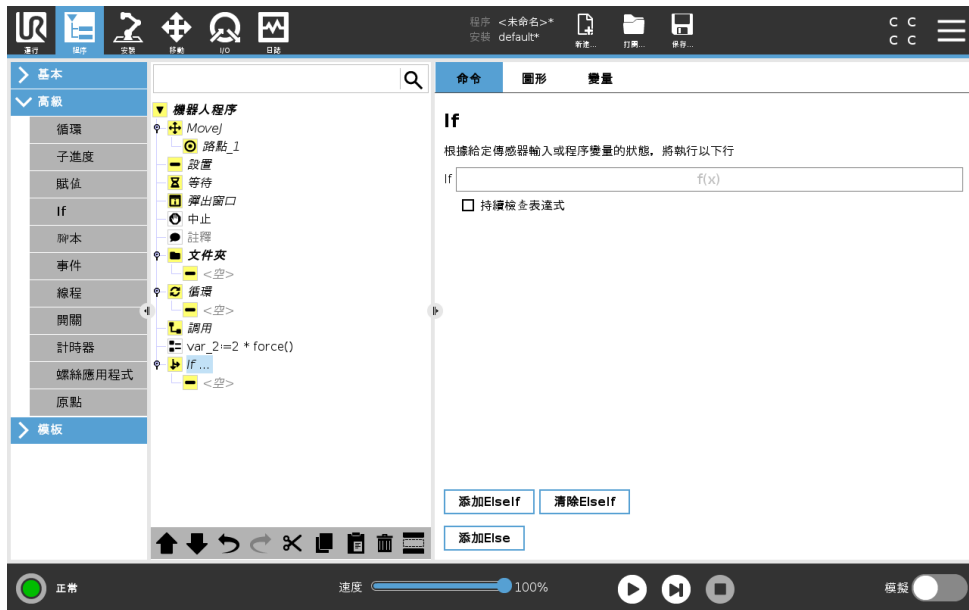 程序 <未命名>*
安裝 default*
運行
程序
安裝
移動
I/O
日誌
新建...
打開...
保存...
C C
C C
基本
高級
循環
子進度
賦值
If
腳本
事件
線程
開關
計時器
螺絲應用程式
原點
模板
機器人程序
MoveJ
路點_1
設置
等待
彈出窗口
中止
註釋
文件夾
<空>
循環
<空>
調用
var_2:=2 * force()
If ...
<空>
命令
圖形
變量
If
根據給定傳感器輸入或程序變量的狀態，將執行以下行
If f(x)
持續檢查表達式
添加ElseIf 清除ElseIf
添加Else
正常
速度 100%
模擬